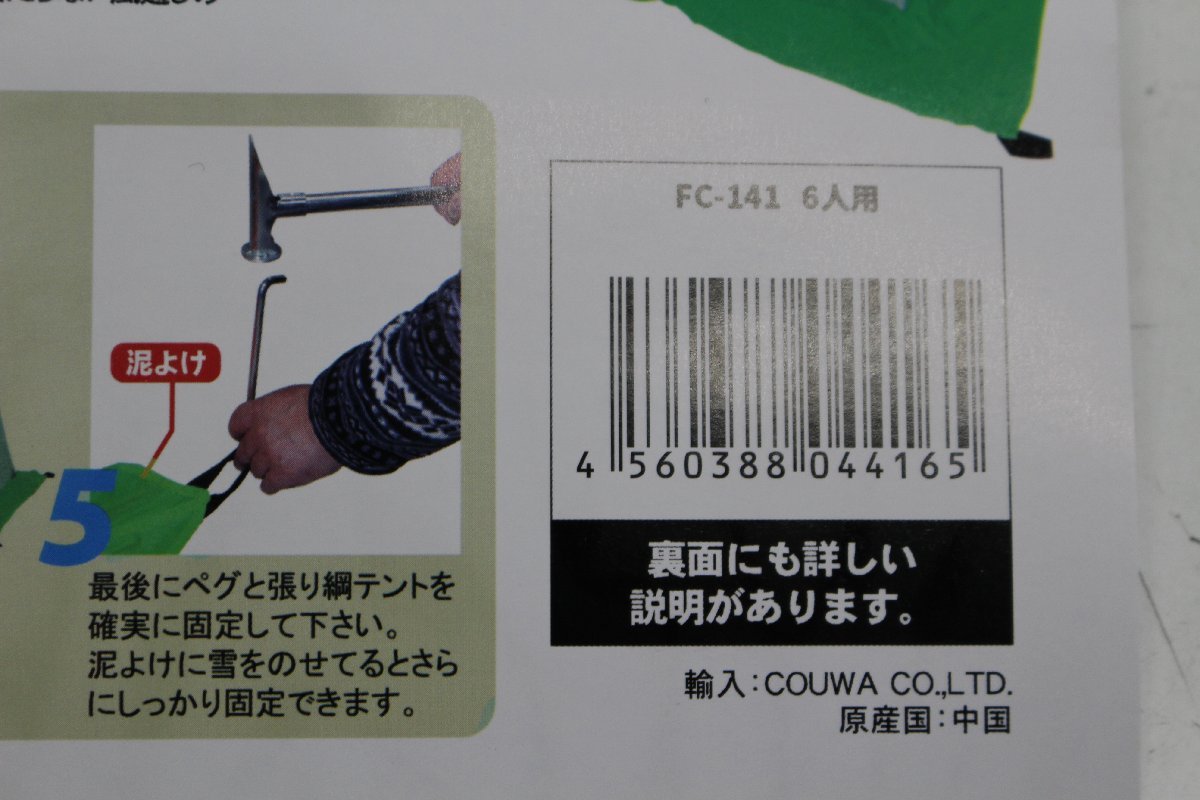 泥よけ
5
最後にペグと張り綱テントを
確実に固定して下さい。
泥よけに雪をのせてるとさら
にしっかり固定できます。
FC-141 6人用
4 560388 044165
裏面にも詳しい
説明があります。
輸入：COUWA CO.,LTD.
原産国：中国